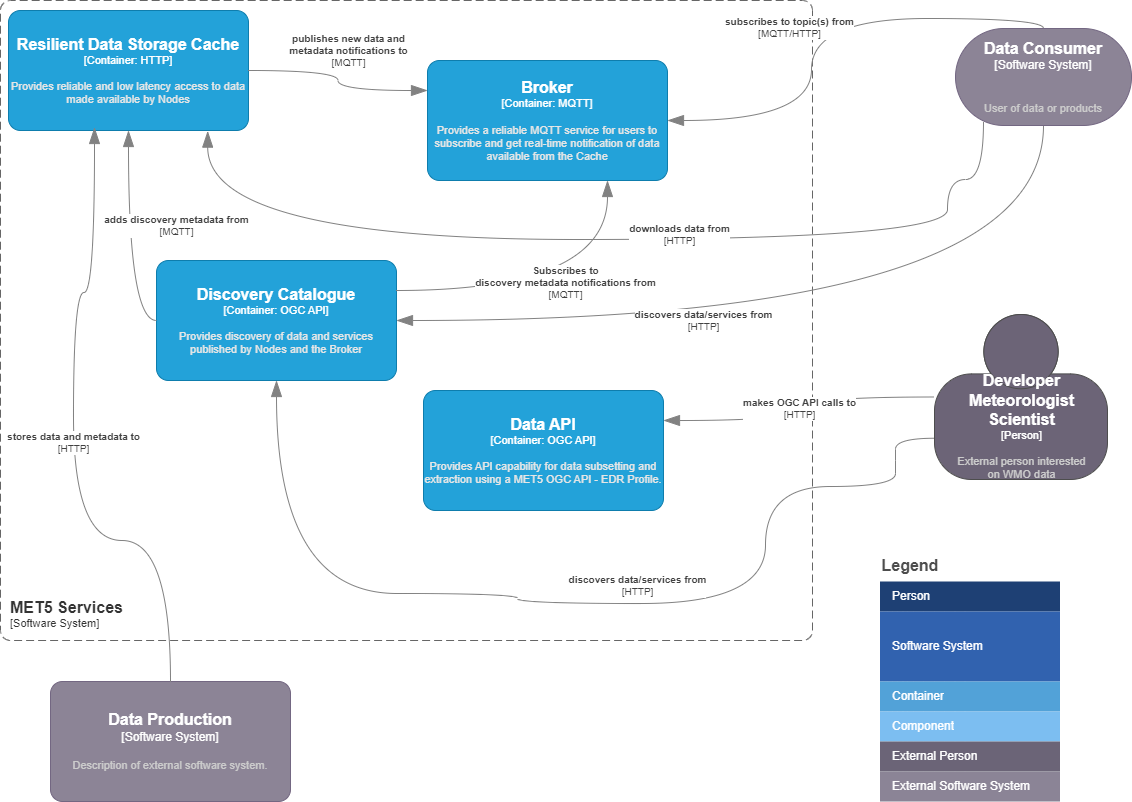 Resilient Data Storage Cache
[Container: HTTP]
Provides reliable and low latency access to data
made available by Nodes
publishes new data and
metadata notifications to
[MQTT]
Broker
[Container: MQTT]
Provides a reliable MQTT service for users to
subscribe and get real-time notification of data
available from the Cache
subscribes to topic(s) from
[MQTT/HTTP]
Data Consumer
[Software System]
User of data or products
adds discovery metadata from
[MQTT]
downloads data from
[HTTP]
Subscribes to
discovery metadata notifications from
[MQTT]
Discovery Catalogue
[Container: OGC API]
Provides discovery of data and services
published by Nodes and the Broker
discovers data/services from
[HTTP]
Developer
Meteorologist
Scientist
[Person]
External person interested
on WMO data
makes OGC API calls to
[HTTP]
Data API
[Container: OGC API]
Provides API capability for data subsetting and
extraction using a MET5 OGC API - EDR Profile.
stores data and metadata to
[HTTP]
discovers data/services from
[HTTP]
MET5 Services
[Software System]
Data Production
[Software System]
Description of external software system.
Legend
Person
Software System
Container
Component
External Person
External Software System